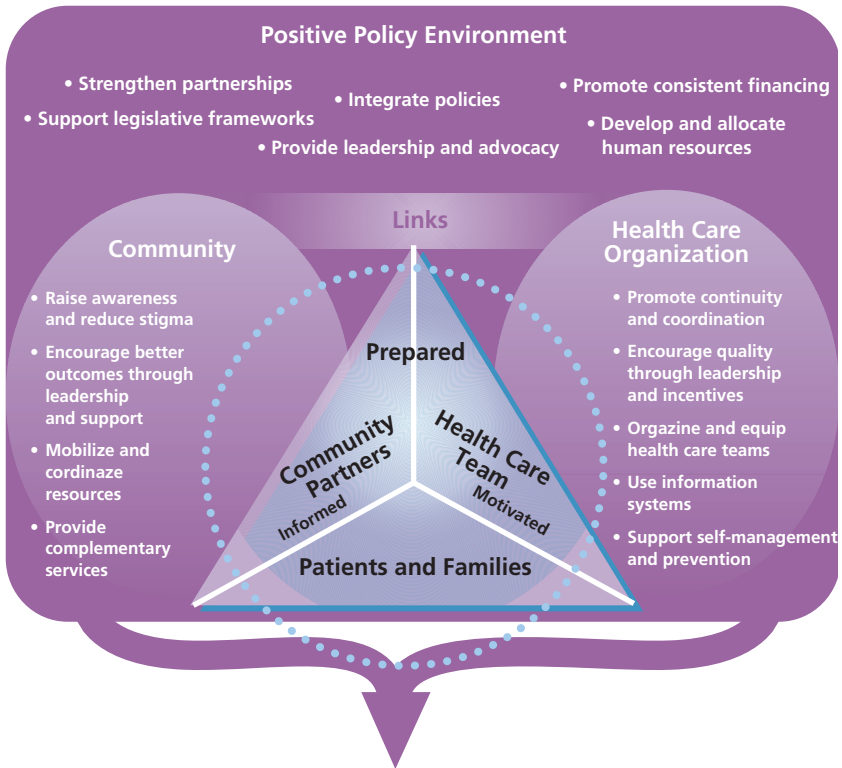 Positive Policy Environment
• Strengthen partnerships
• Support legislative frameworks
• Integrate policies
• Provide leadership and advocacy
• Promote consistent financing
• Develop and allocate
human resources
Links
Community
• Raise awareness
and reduce stigma
• Encourage better
outcomes through
leadership
and support
• Mobilize and
cordinaze
resources
• Provide
complementary
services
Health Care
Organization
• Promote continuity
and coordination
• Encourage quality
through leadership
and incentives
• Orgazine and equip
health care teams
• Use information
systems
• Support self-management
and prevention
Prepared
Community
Partners
Informed
Health Care
Team
Motivated
Patients and Families